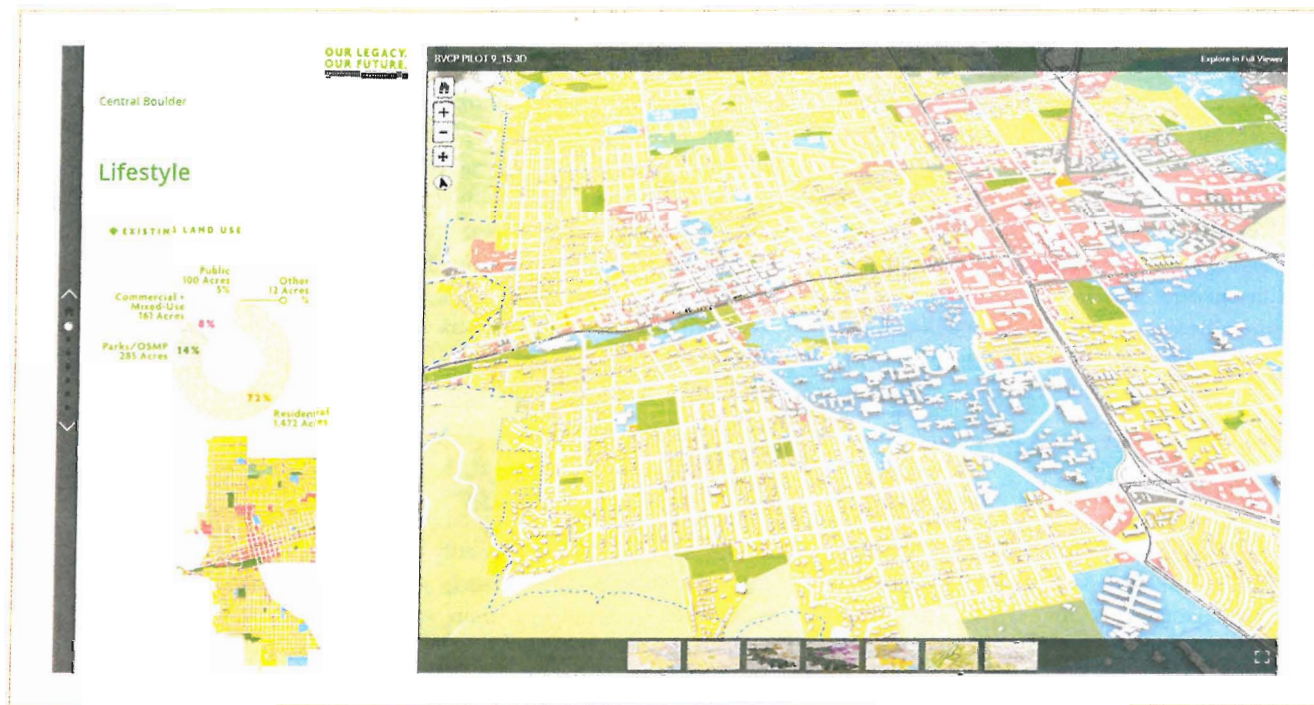 OUR LEGACY.
OUR FUTURE.
Central Boulder
Lifestyle
EXISTIN LAND USE
Public
100 Acres
5%
Other
12 Acres
%
Commercial +
Mixed-Use
161 Acres
8%
Parks/OSMP
285 Acres
14%
72%
Residential
1,472 Acres
BVCP PILOT 9_15 3D
Explore in Full Viewer